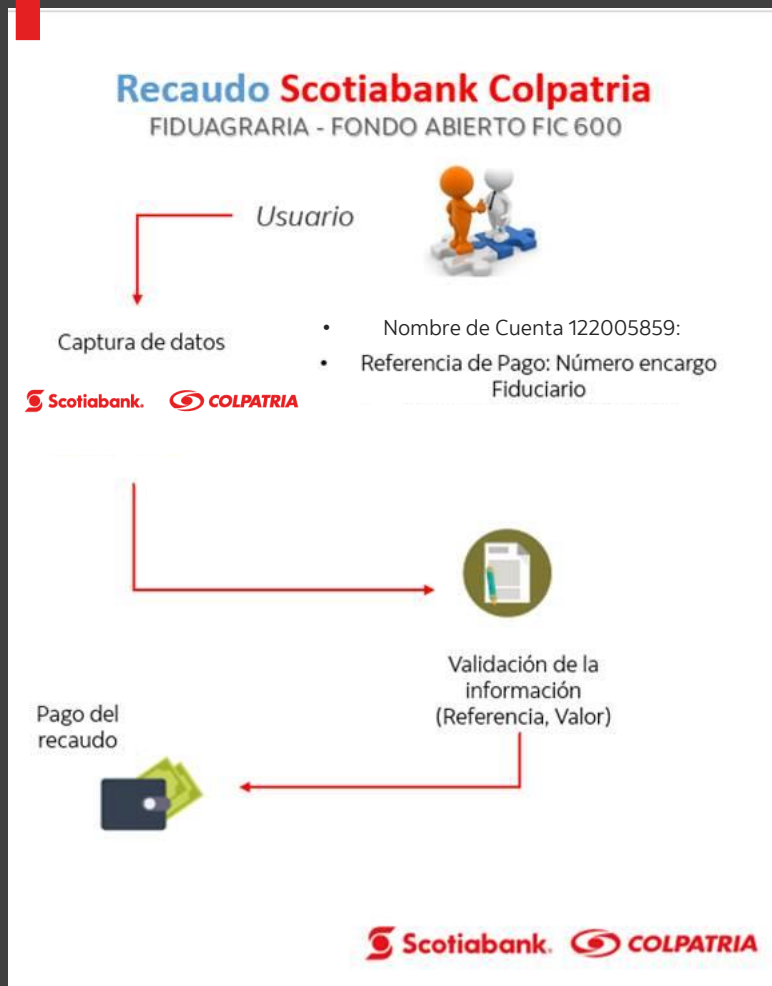 Recaudo Scotiabank Colpatria
FIDUAGRARIA - FONDO ABIERTO FIC 600
Usuario
Captura de datos
Scotiabank. COLPATRIA
• Nombre de Cuenta 122005859:
• Referencia de Pago: Número encargo
Fiduciario
Validación de la
información
(Referencia, Valor)
Pago del
recaudo
Scotiabank. COLPATRIA